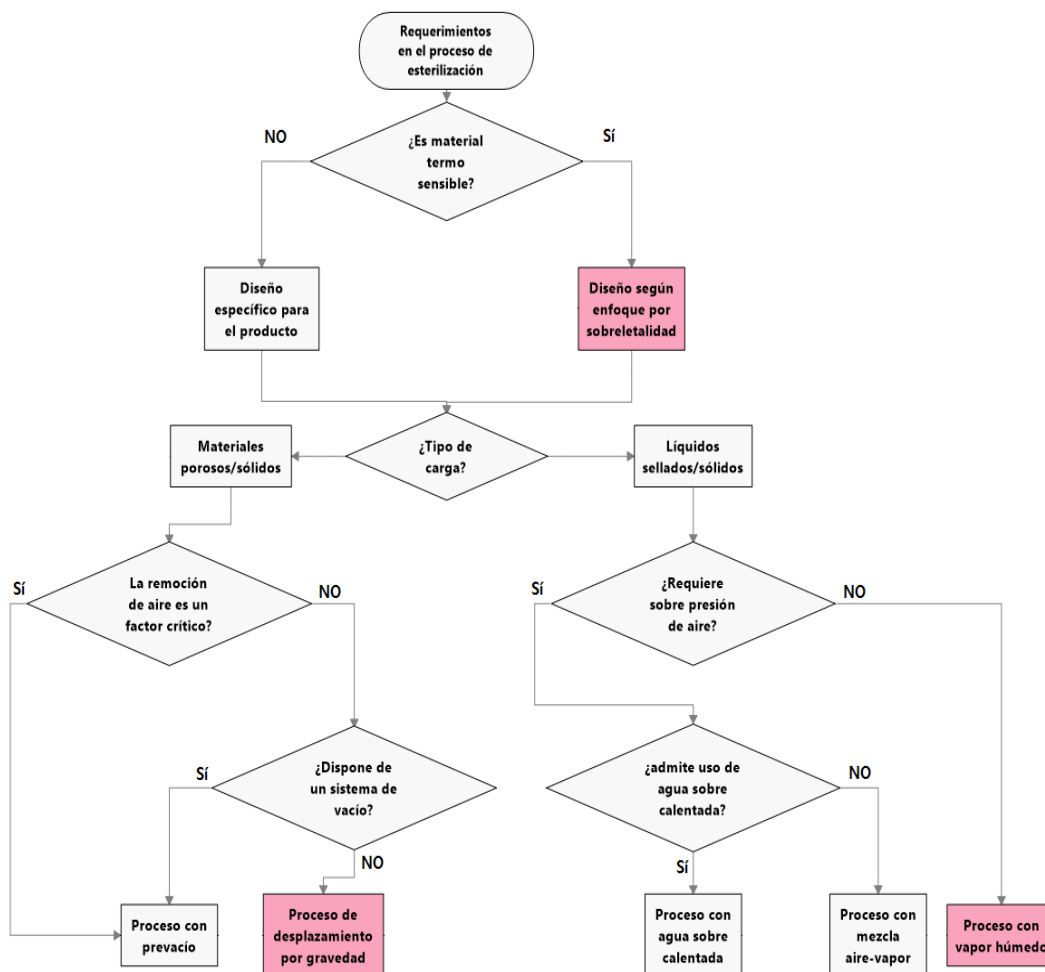 Requerimientos
en el proceso de
esterilización
NO
Sí
¿Es material
termo
sensible?
Diseño
específico para
el producto
Diseño según
enfoque por
sobreletalidad
Materiales
porosos/sólidos
¿Tipo de
carga?
Líquidos
sellados/sólidos
Sí
La remoción
de aire es un
factor crítico?
NO
Sí
¿Requiere
sobre presión
de aire?
NO
Sí
¿Dispone de
un sistema de
vacío?
NO
¿admite uso de
agua sobre
calentada?
NO
Sí
Proceso con
prevacío
Proceso de
desplazamiento
por gravedad
Proceso con
agua sobre
calentada
Proceso con
mezcla
aire-vapor
Proceso con
vapor húmedo